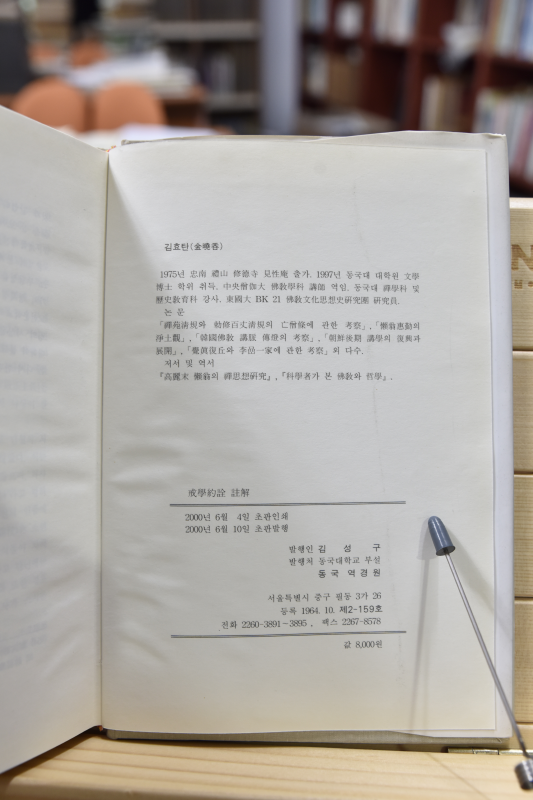 김효탄(金曉呑)
1975년 忠南 禮山 修德寺 見性庵 출가. 1997년 동국대 대학원 文學
博士 학위 취득. 中央僧伽大 佛敎學科 講師 역임. 동국대 禪學科 및
歷史敎育科 강사. 東國大 BK 21 佛敎文化思想史硏究團 硏究員.
논 문
「禪苑淸規와 勅修百丈淸規의 亡僧條에 관한 考察」, 「懶翁惠勤의
淨土觀」, 「韓國佛敎 講脈 傳燈의 考察」, 「朝鮮後期 講學의 復興과
展開」, 「覺眞復丘와 李嵒一家에 관한 考察」외 다수.
저서 및 역서
『高麗末 懶翁의 禪思想硏究』, 『科學者가 본 佛敎와 哲學』.
戒學約詮 註解
2000년 6월 4일 초판인쇄
2000년 6월 10일 초판발행
발행인 김 성 구
발행처 동국대학교 부설
동국 역경원
서울특별시 중구 필동 3가 26
등록 1964. 10. 제2-159호
전화 2260-3891~3895, 팩스 2267-8578
값 8,000원